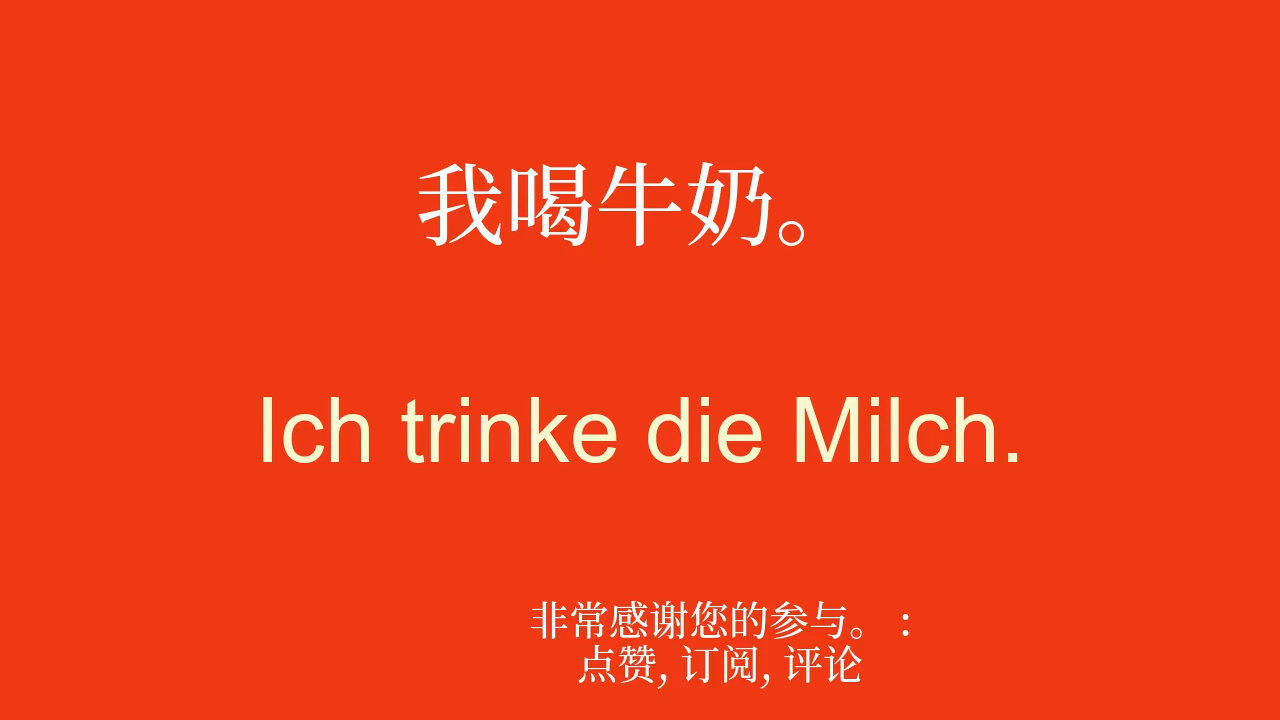 我喝牛奶。
Ich trinke die Milch.
非常感谢您的参与。 :
点赞, 订阅, 评论